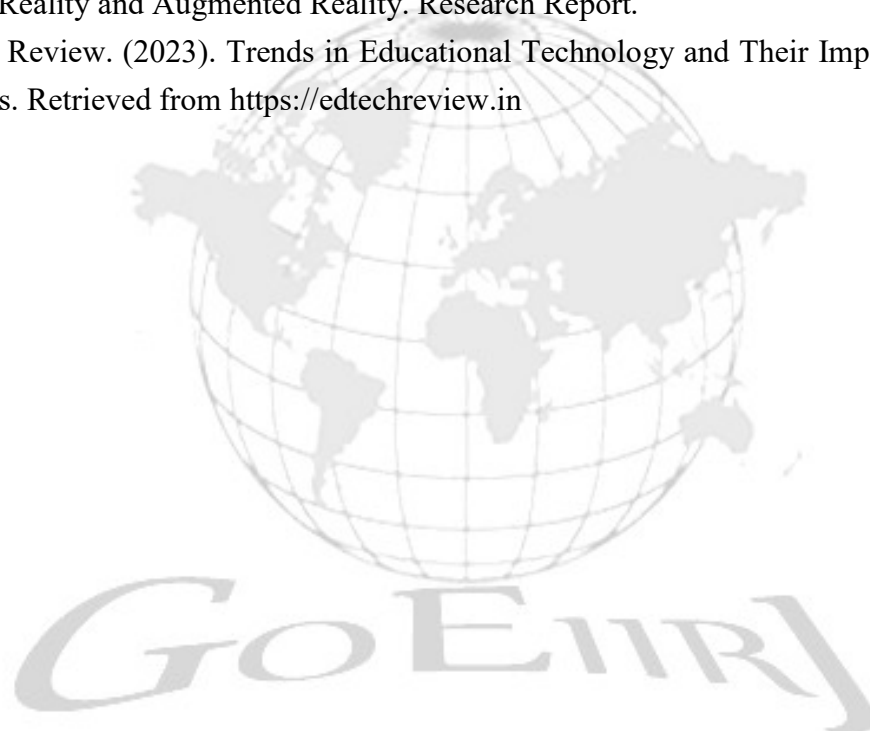 Reality and Augmented Reality. Research Report.
Review. (2023). Trends in Educational Technology and Their Imp
s. Retrieved from https://edtechreview.in
GOEIIRJ